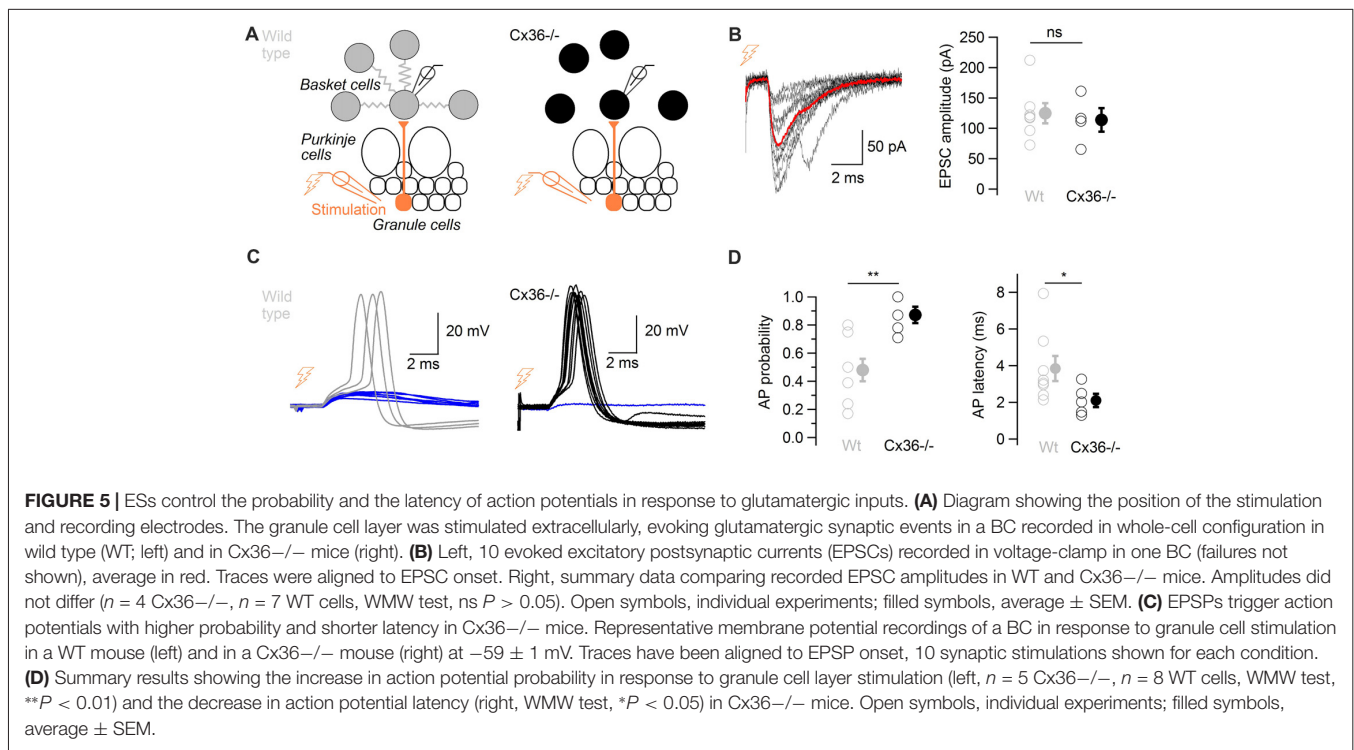 A
Wild
type
Cx36-/-
Basket cells
Purkinje
cells
Stimulation
Granule cells
B
50 pA
2 ms
ns
EPSC amplitude (pA)
250
200
150
100
50
0
Wt
Cx36-/-
C
Wild
type
20 mV
2 ms
Cx36-/-
20 mV
2 ms
D
**
AP probability
1.0
0.8
0.6
0.4
0.2
0.0
Wt
Cx36-/-
*
AP latency (ms)
8
6
4
2
0
Wt
Cx36-/-
FIGURE 5 | ESs control the probability and the latency of action potentials in response to glutamatergic inputs. (A) Diagram showing the position of the stimulation
and recording electrodes. The granule cell layer was stimulated extracellularly, evoking glutamatergic synaptic events in a BC recorded in whole-cell configuration in
wild type (WT; left) and in Cx36−/− mice (right). (B) Left, 10 evoked excitatory postsynaptic currents (EPSCs) recorded in voltage-clamp in one BC (failures not
shown), average in red. Traces were aligned to EPSC onset. Right, summary data comparing recorded EPSC amplitudes in WT and Cx36−/− mice. Amplitudes did
not differ (n = 4 Cx36−/−, n = 7 WT cells, WMW test, ns P > 0.05). Open symbols, individual experiments; filled symbols, average ± SEM. (C) EPSPs trigger action
potentials with higher probability and shorter latency in Cx36−/− mice. Representative membrane potential recordings of a BC in response to granule cell stimulation
in a WT mouse (left) and in a Cx36−/− mouse (right) at −59 ± 1 mV. Traces have been aligned to EPSP onset, 10 synaptic stimulations shown for each condition.
(D) Summary results showing the increase in action potential probability in response to granule cell layer stimulation (left, n = 5 Cx36−/−, n = 8 WT cells, WMW test,
**P < 0.01) and the decrease in action potential latency (right, WMW test, *P < 0.05) in Cx36−/− mice. Open symbols, individual experiments; filled symbols,
average ± SEM.